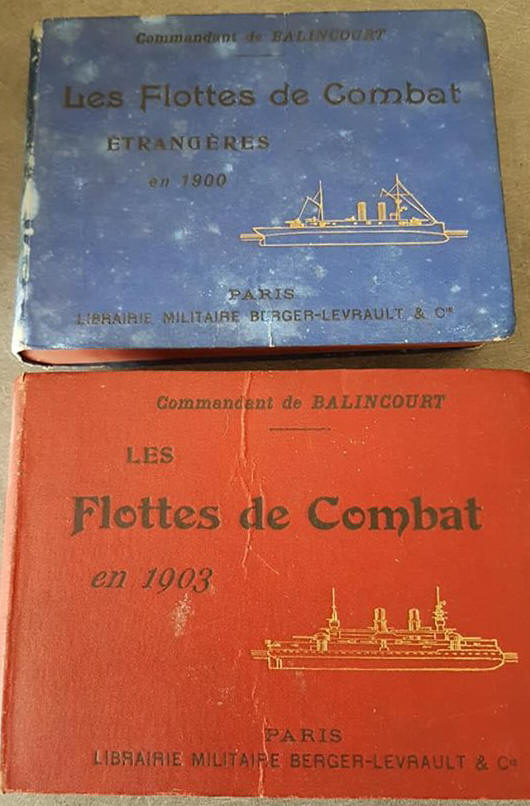 Commandant de BALINCOURT
Les Flottes de Combat
ÉTRANGÈRES
en 1900
PARIS
LIBRAIRIE MILITAIRE BERGER-LEVRAULT & Cie
Commandant de BALINCOURT
LES
Flottes de Combat
en 1903
PARIS
LIBRAIRIE MILITAIRE BERGER-LEVRAULT & Cie